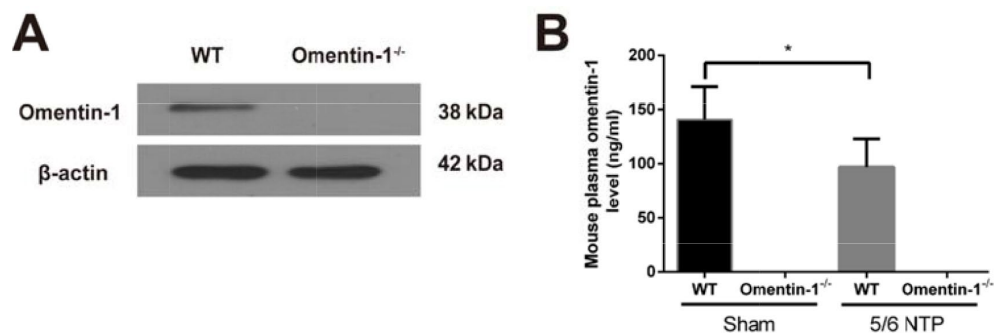 A
WT Omentin-1⁻/⁻
Omentin-1 38 kDa
β-actin 42 kDa
B
Mouse plasma omentin-1
level (ng/ml)
200
150
100
50
0
*
WT Omentin-1⁻/⁻ WT Omentin-1⁻/⁻
Sham 5/6 NTP